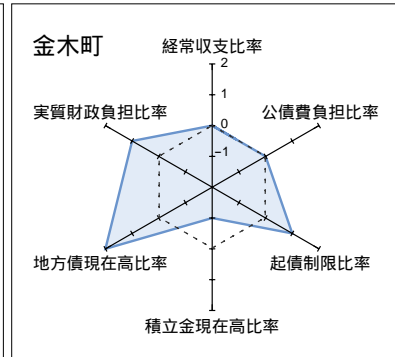 金木町
経常収支比率
2
実質財政負担比率
1
公債費負担比率
0
−1
地方債現在高比率
起債制限比率
積立金現在高比率